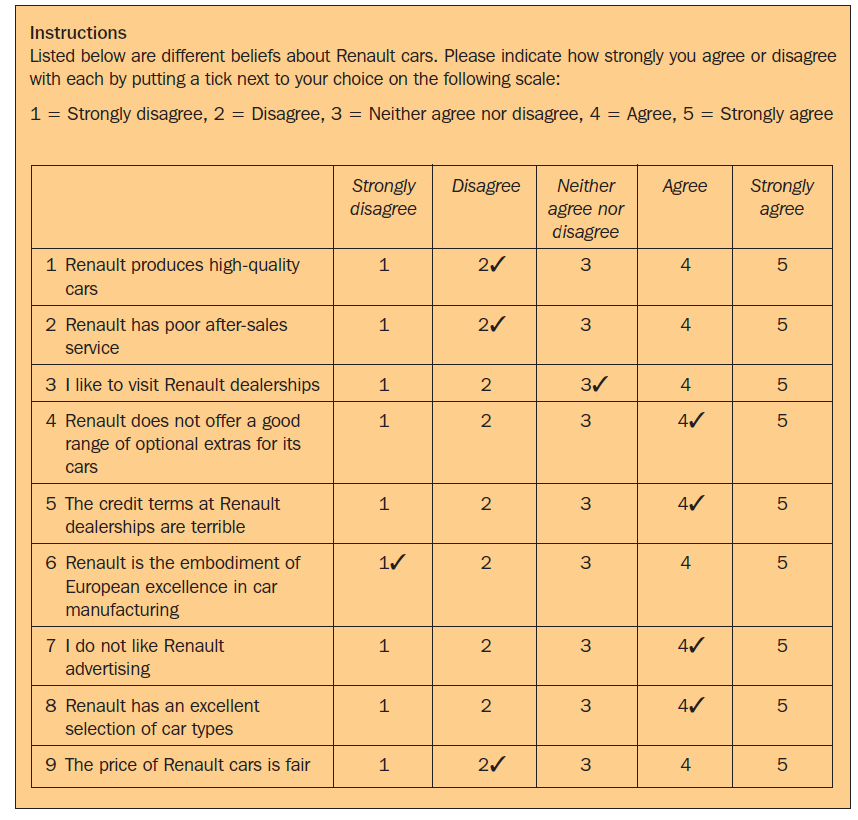 Instructions
Listed below are different beliefs about Renault cars. Please indicate how strongly you agree or disagree
with each by putting a tick next to your choice on the following scale:
1 = Strongly disagree, 2 = Disagree, 3 = Neither agree nor disagree, 4 = Agree, 5 = Strongly agree
Strongly disagree Disagree Neither agree nor disagree Agree Strongly agree
1 Renault produces high-quality 1 2✓ 3 4 5
cars
2 Renault has poor after-sales 1 2✓ 3 4 5
service
3 I like to visit Renault dealerships 1 2 3✓ 4 5
4 Renault does not offer a good 1 2 3 4✓ 5
range of optional extras for its
cars
5 The credit terms at Renault 1 2 3 4✓ 5
dealerships are terrible
6 Renault is the embodiment of 1✓ 2 3 4 5
European excellence in car
manufacturing
7 I do not like Renault 1 2 3 4✓ 5
advertising
8 Renault has an excellent 1 2 3 4✓ 5
selection of car types
9 The price of Renault cars is fair 1 2✓ 3 4 5